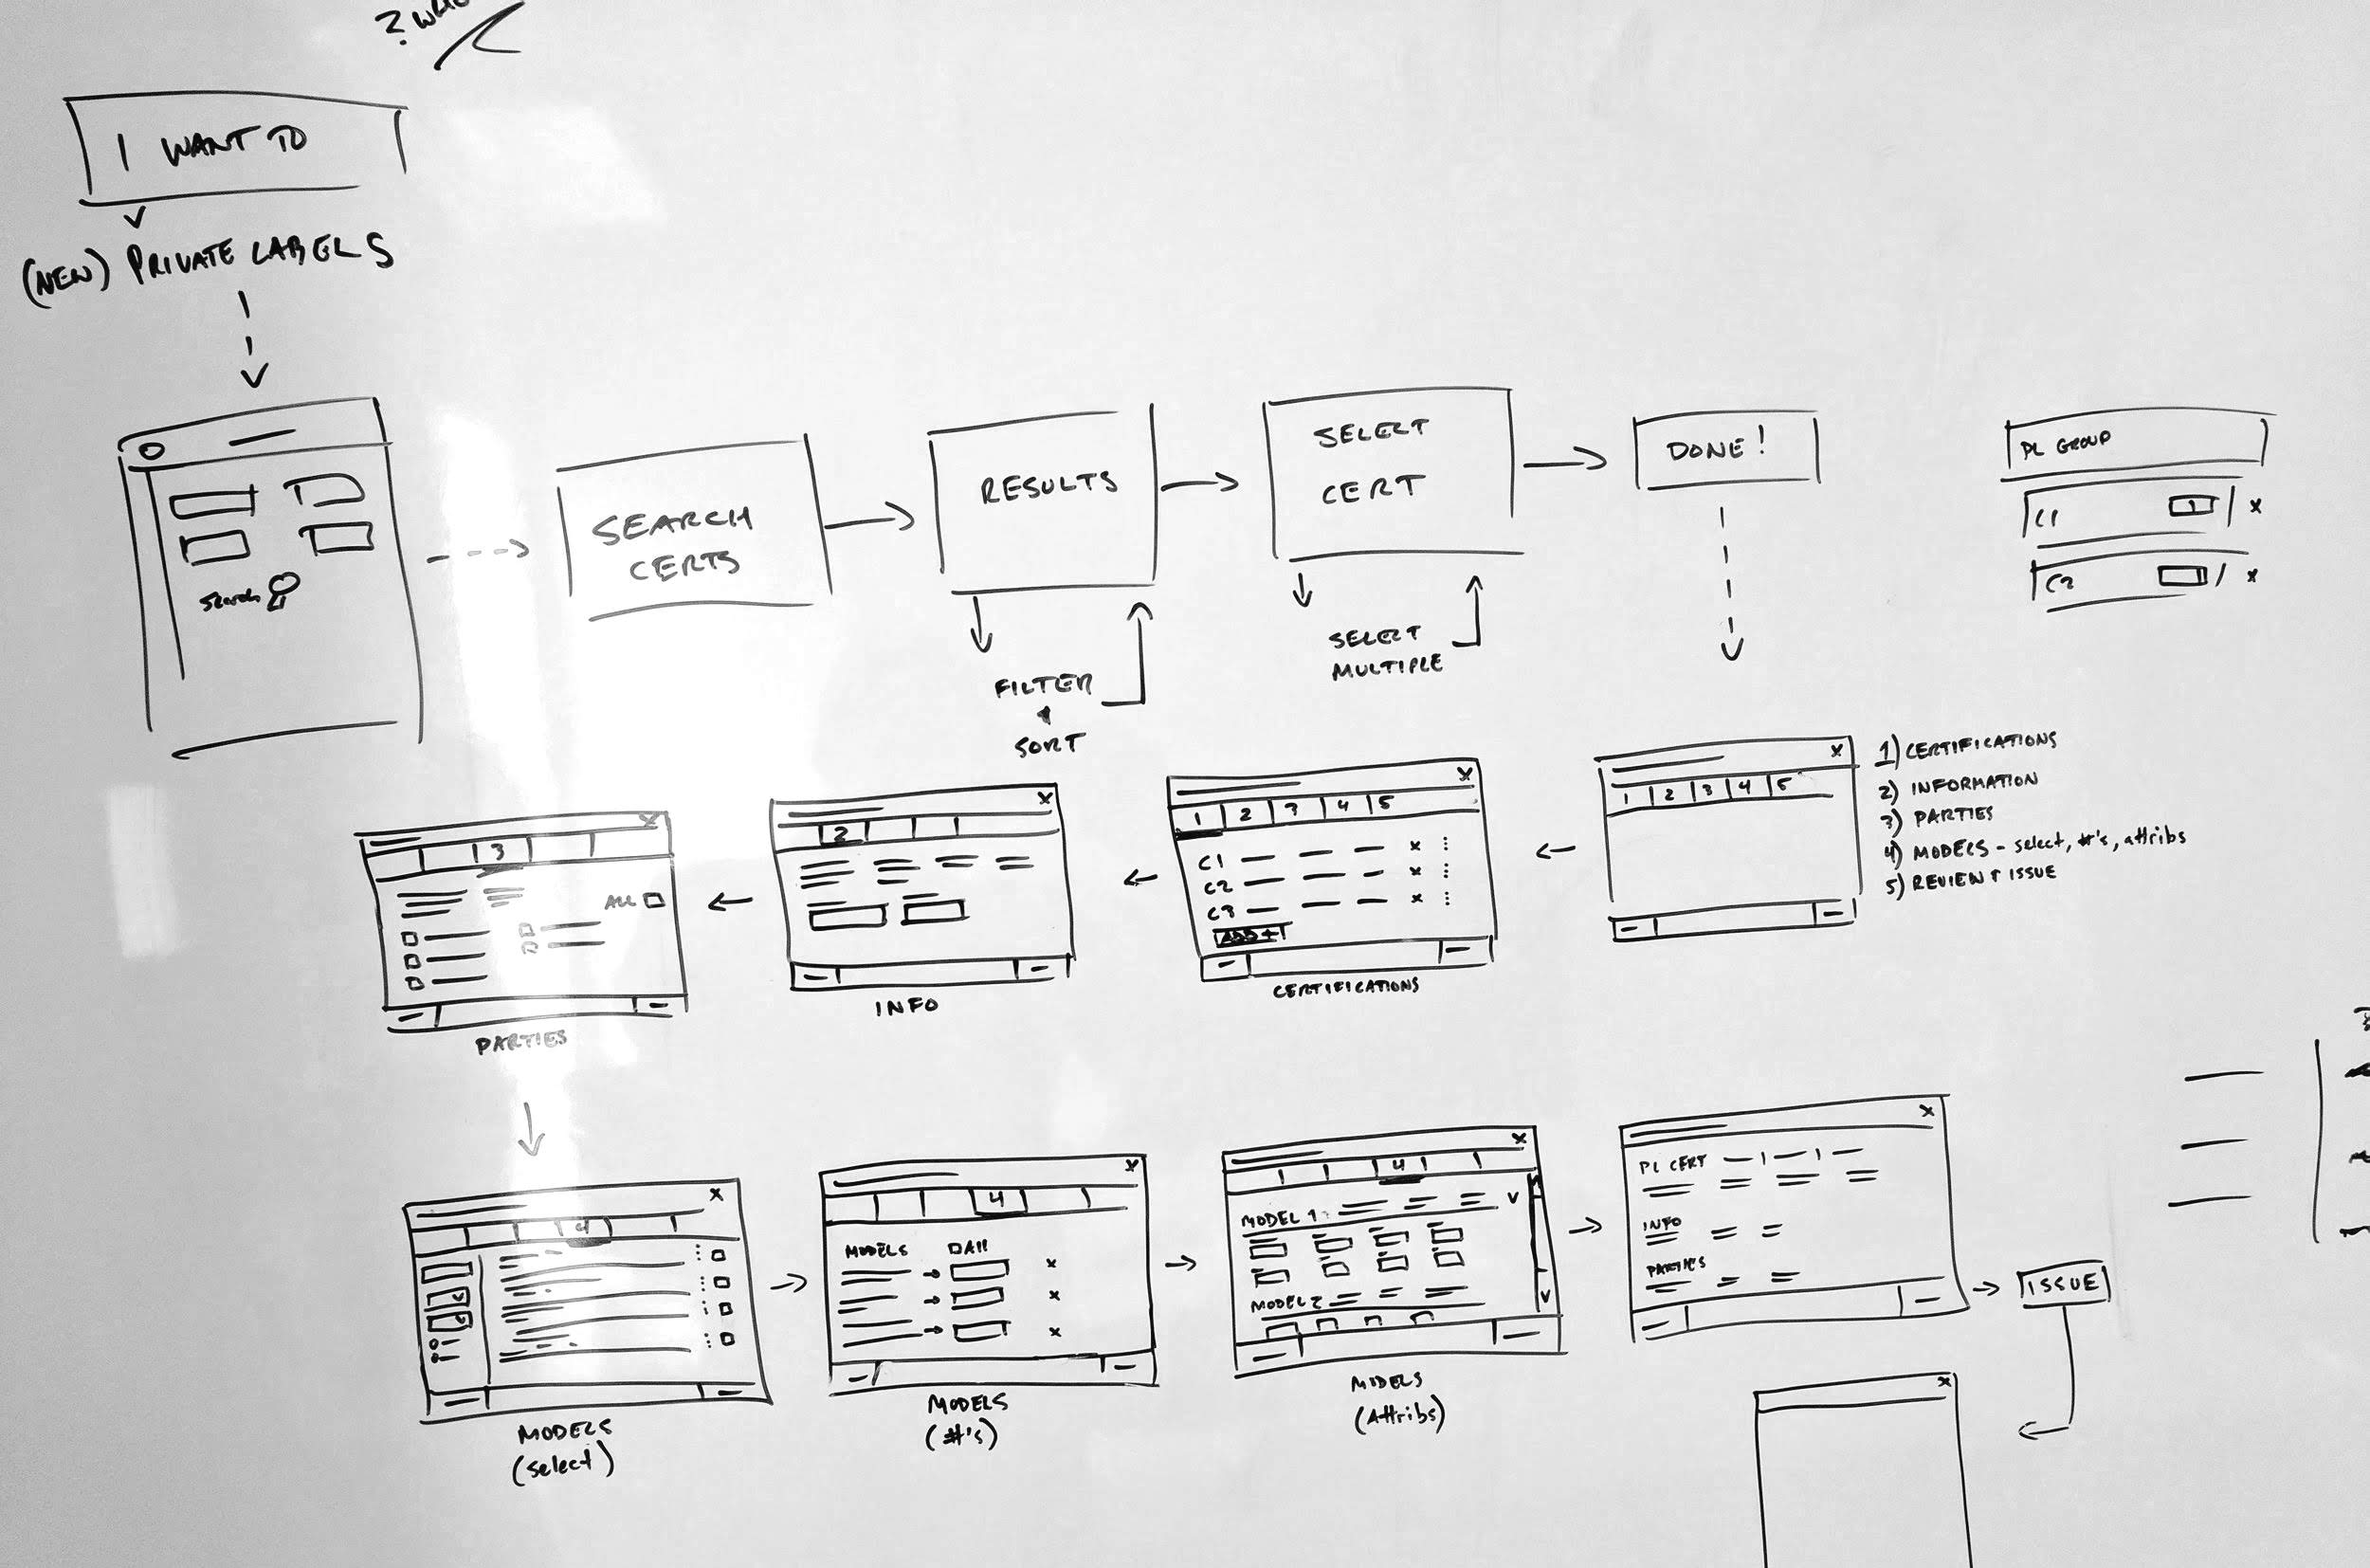 I WANT TO
(NEW) PRIVATE LABELS
Search
SEARCH
CERTS
RESULTS
FILTER
+
SORT
SELECT
CERT
SELECT
MULTIPLE
DONE!
PL GROUP
C1
C2
1 2 3 4 5
1) CERTIFICATIONS
2) INFORMATION
3) PARTIES
4) MODELS - select, #'s, attribs
5) REVIEW + ISSUE
1 2 3 4 5
C1
C2
C3
ADD +
CERTIFICATIONS
2
INFO
3
ALL
PARTIES
4
MODELS
(select)
4
MODELS All
MODELS
(#'s)
4
MODEL 1
MODEL 2
MODELS
(Attribs)
PL CERT
INFO
PARTIES
ISSUE